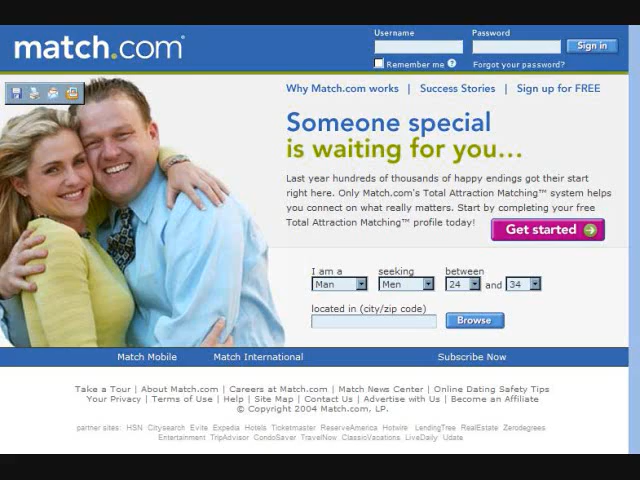 match.com
Username
Password
Sign in
Remember me ?
Forgot your password?
Why Match.com works | Success Stories | Sign up for FREE
Someone special
is waiting for you...
Last year hundreds of thousands of happy endings got their start
right here. Only Match.com's Total Attraction Matching™ system helps
you connect on what really matters. Start by completing your free
Total Attraction Matching™ profile today!
Get started
I am a seeking between
Man Men 24 and 34
located in (city/zip code)
Browse
Match Mobile Match International Subscribe Now
Take a Tour | About Match.com | Careers at Match.com | Match News Center | Online Dating Safety Tips
Your Privacy | Terms of Use | Help | Site Map | Contact Us | Advertise with Us | Become an Affiliate
© Copyright 2004 Match.com, LP.
partner sites: HSN Citysearch Evite Expedia Hotels Ticketmaster ReserveAmerica Hotwire LendingTree RealEstate Zerodegrees
Entertainment TripAdvisor CondoSaver TravelNow ClassicVacations LiveDaily Udate